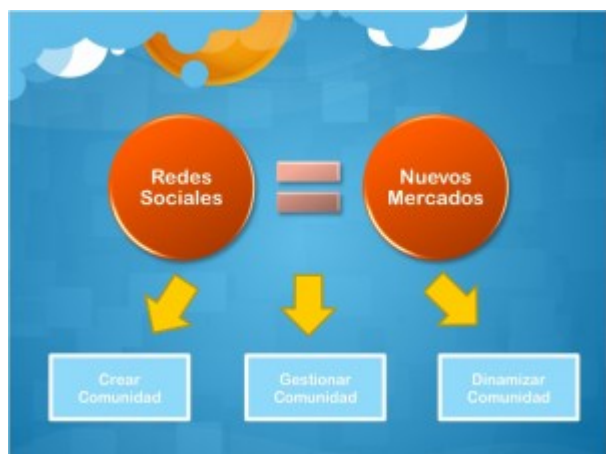 Redes
Sociales
Nuevos
Mercados
Crear
Comunidad
Gestionar
Comunidad
Dinamizar
Comunidad